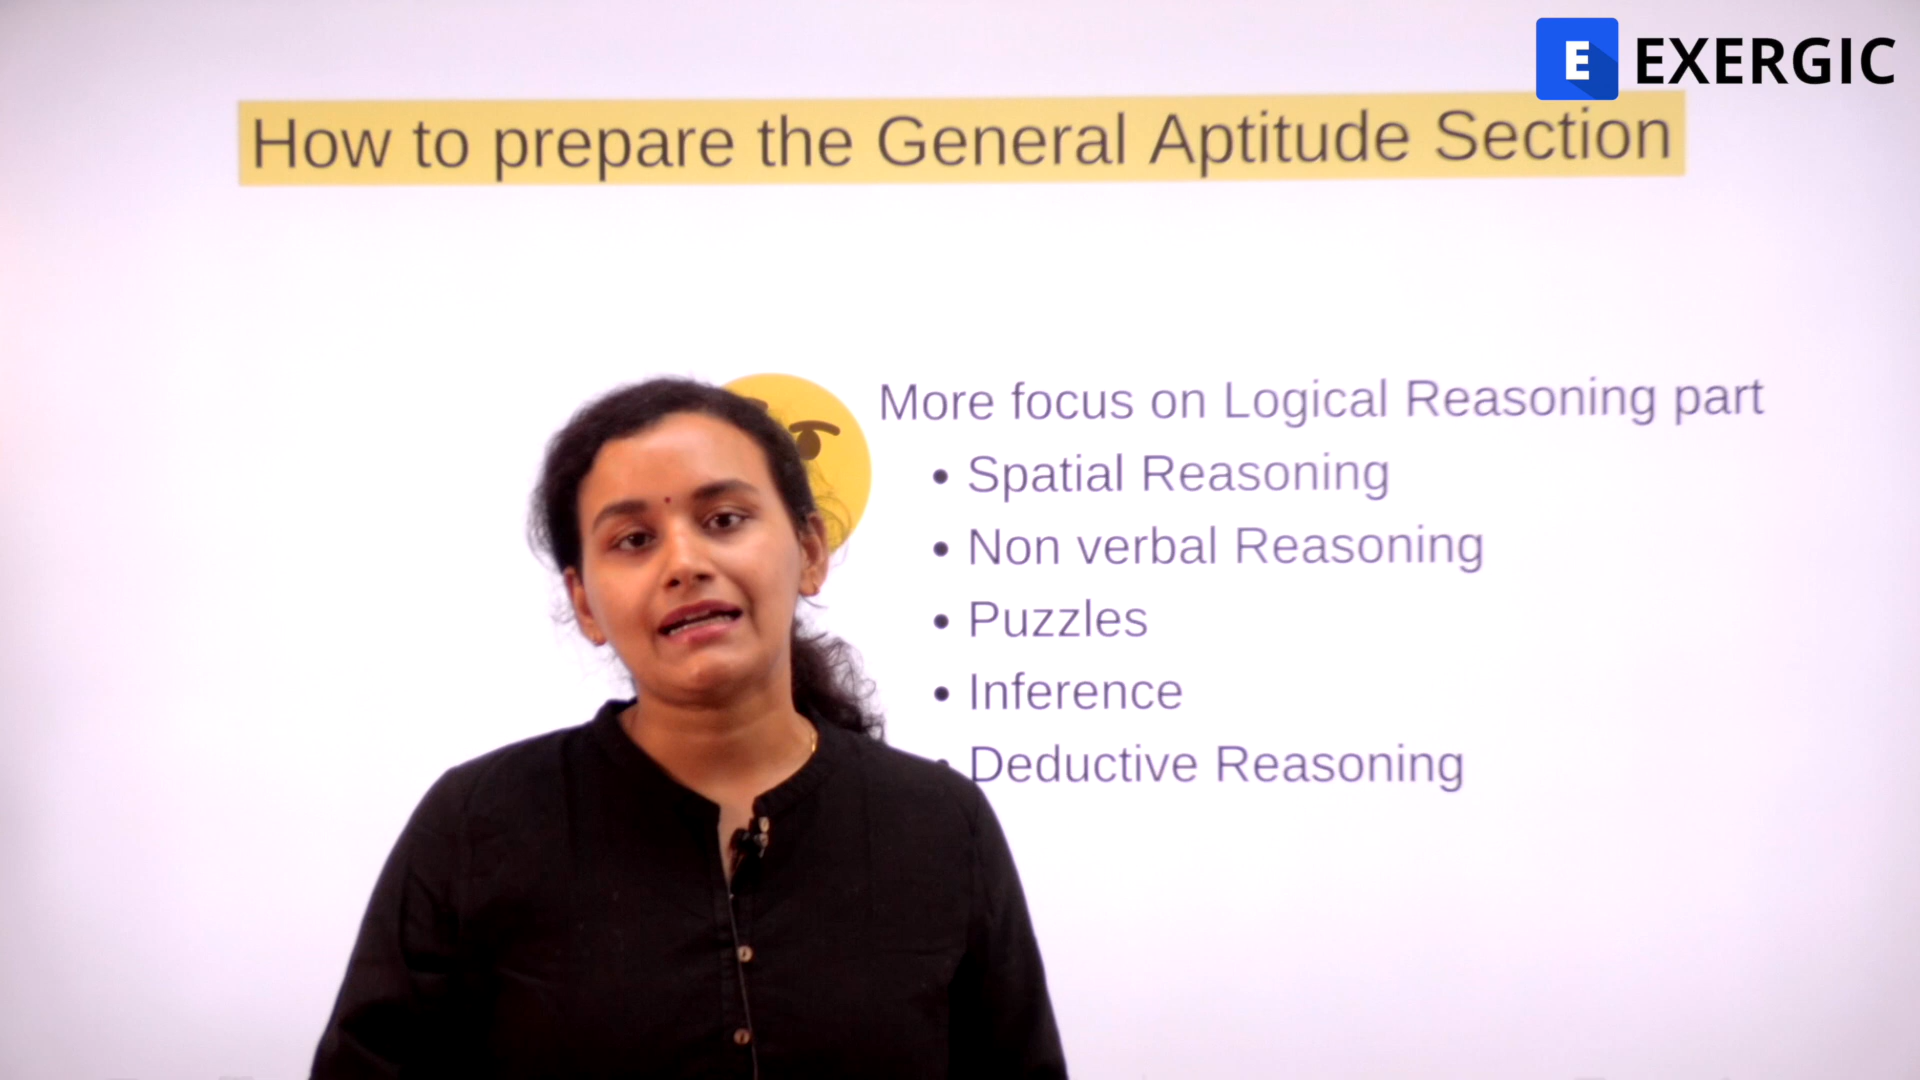 E EXERGIC
How to prepare the General Aptitude Section
More focus on Logical Reasoning part
• Spatial Reasoning
• Non verbal Reasoning
• Puzzles
• Inference
• Deductive Reasoning